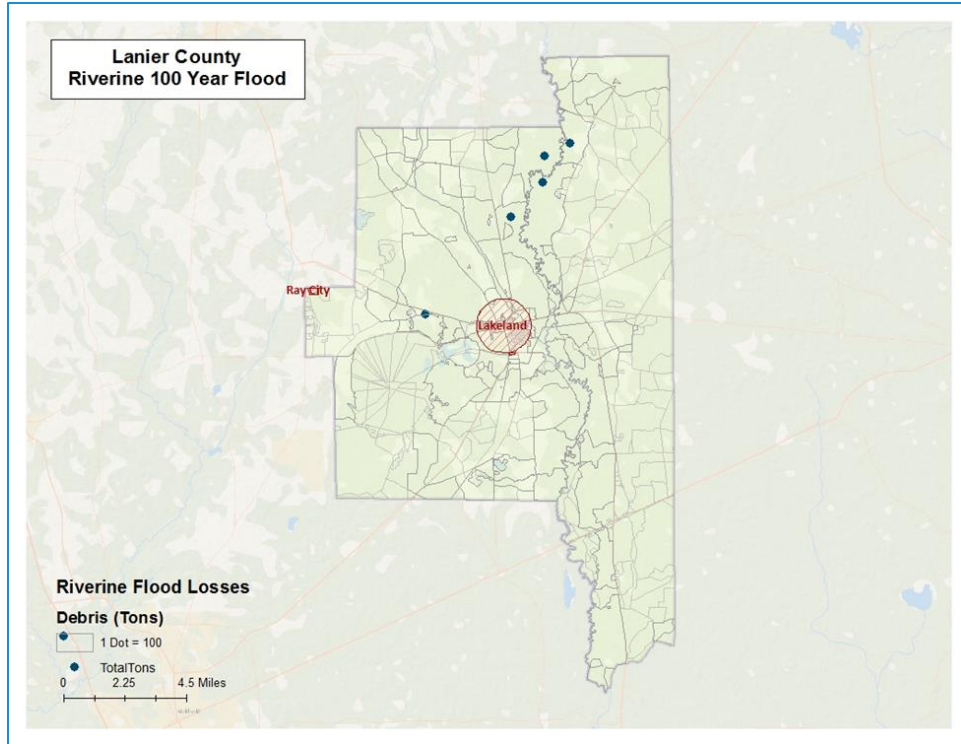 Lanier County
Riverine 100 Year Flood
Ray City
Lakeland
Riverine Flood Losses
Debris (Tons)
1 Dot = 100
TotalTons
0 2.25 4.5 Miles